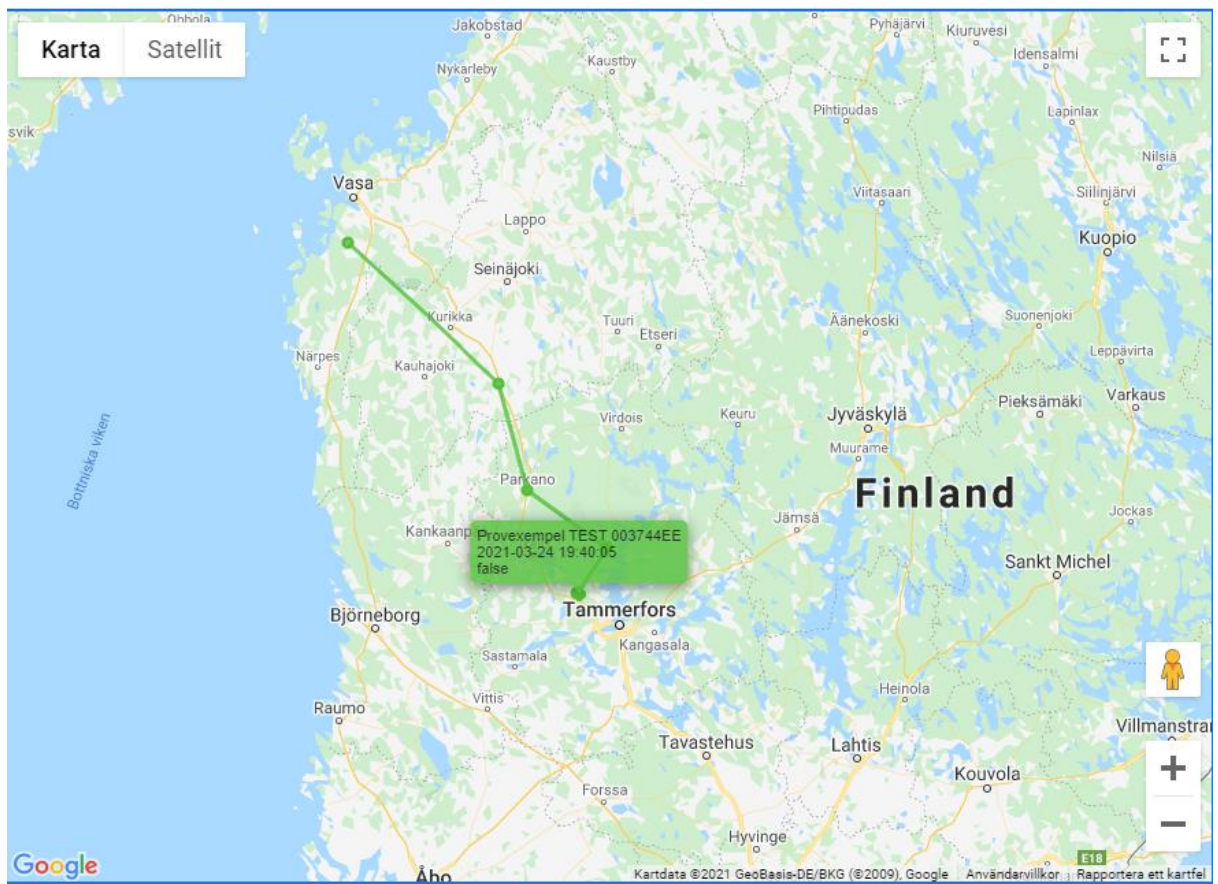 Obbola
Jakobstad
Pyhäjärvi
Kiuruvesi
Karta
Satellit
Idensalmi
Kaustby
Nykarleby
Pihtipudas
Lapinlax
svik
Nilsiä
Vasa
Viitasaari
Siilinjärvi
Lappo
Kuopio
Seinäjoki
Kurikka
Tuuri
Äänekoski
Suonenjoki
Etseri
Närpes
Kauhajoki
Leppävirta
Varkaus
Pieksämäki
Virdois
Keuru
Jyväskylä
Muurame
Bottniska viken
Parkano
Finland
Jockas
Jämsä
Kankaanp
Provexempel TEST 003744EE
2021-03-24 19:40:05
false
Sankt Michel
Björneborg
Tammerfors
Kangasala
Sastamala
Heinola
Vittis
Raumo
Villmanstra
Tavastehus
Lahtis
Kouvola
Forssa
Hyvinge
E18
Google
Åbo
Kartdata ©2021 GeoBasis-DE/BKG (©2009), Google
Användarvillkor
Rapportera ett kartfel